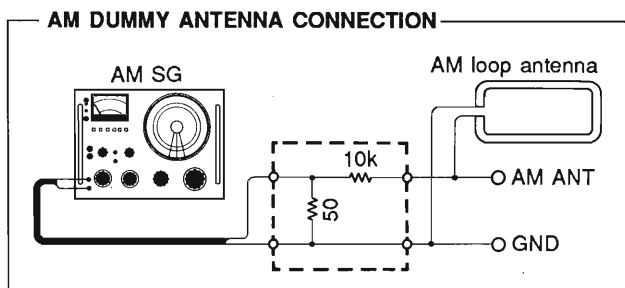 AM DUMMY ANTENNA CONNECTION
AM SG
AM loop antenna
10k
50
AM ANT
GND